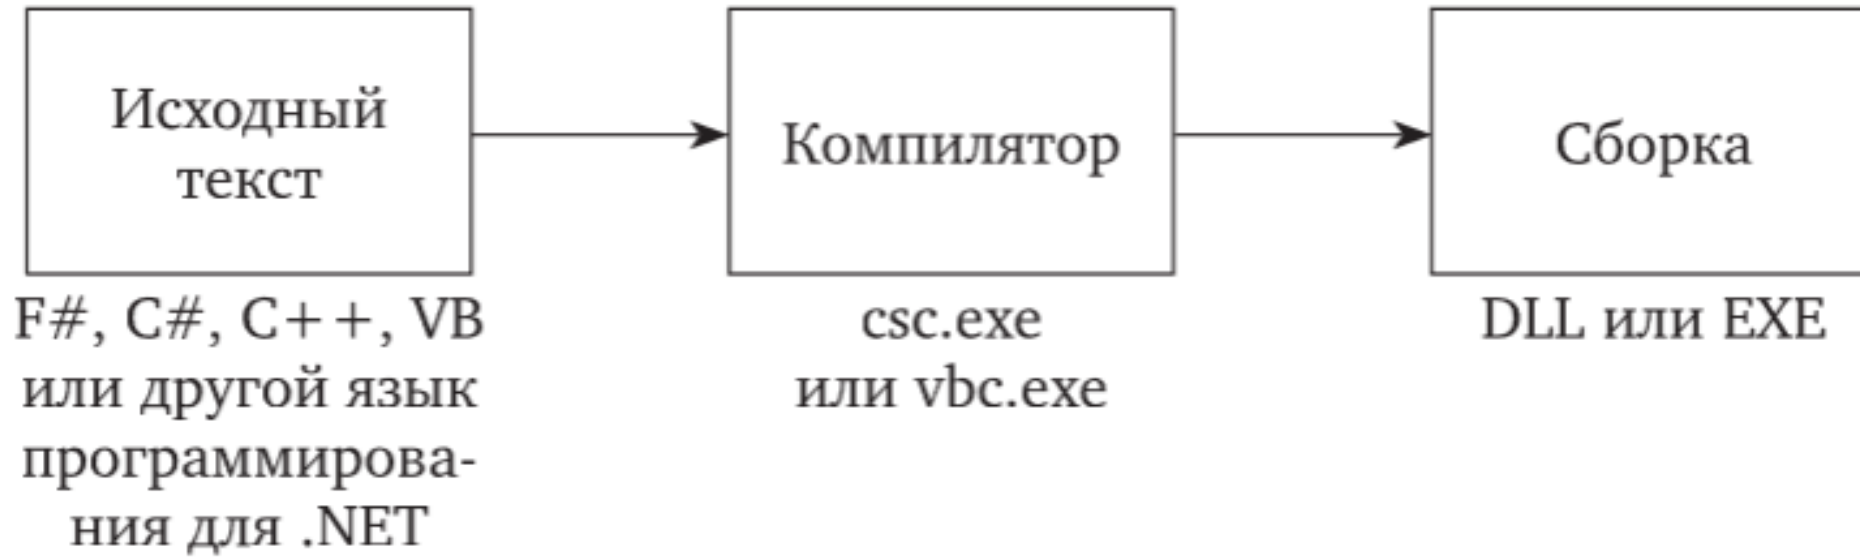 Исходный
текст
Компилятор
Сборка
F#, C#, C++, VB
или другой язык
программирова-
ния для .NET
csc.exe
или vbc.exe
DLL или EXE